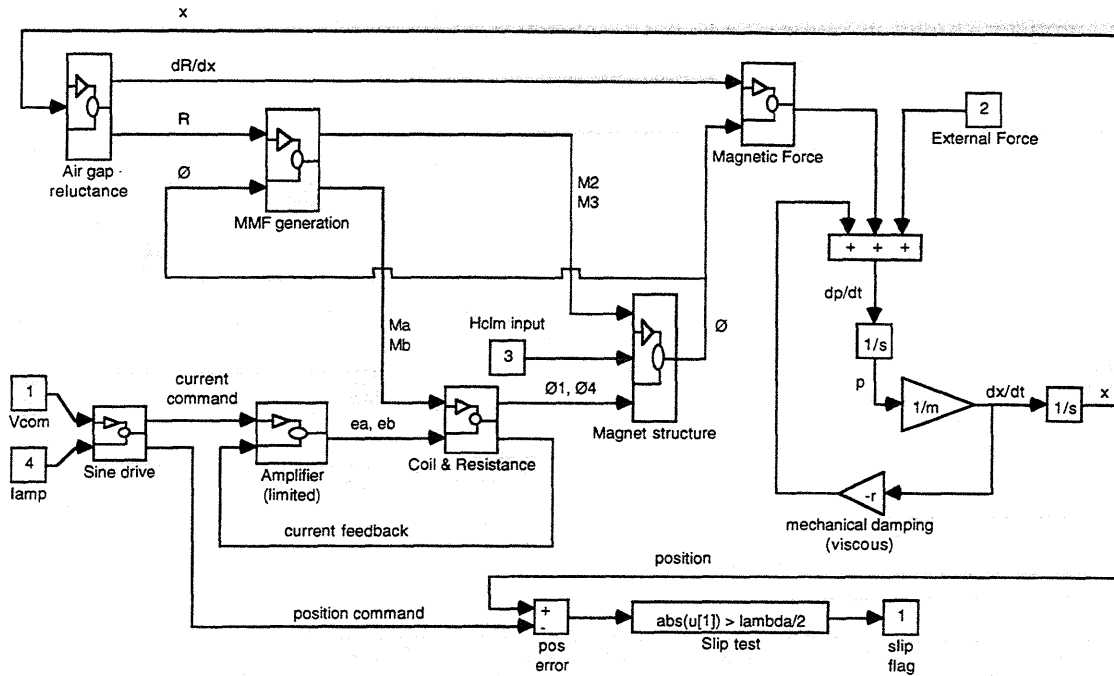 x
dR/dx
R
Air gap -
reluctance
Ø
MMF generation
M2
M3
Magnetic Force
2
External Force
+ + +
dp/dt
1/s
p
1/m
dx/dt
1/s
x
-r
mechanical damping
(viscous)
Ma
Mb
Hclm input
3
Ø1, Ø4
Ø
Magnet structure
1
Vcom
4
Iamp
Sine drive
current
command
Amplifier
(limited)
ea, eb
Coil & Resistance
current feedback
position
position command
+
-
pos
error
abs(u[1]) > lambda/2
Slip test
1
slip
flag